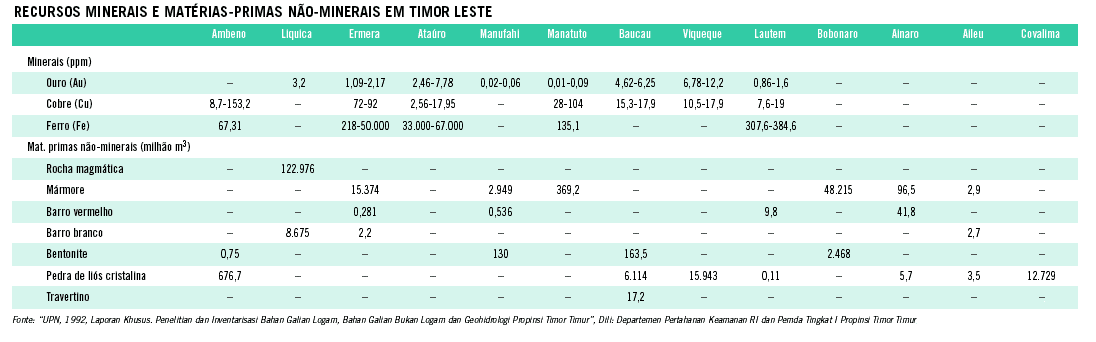 RECURSOS MINERAIS E MATÉRIAS-PRIMAS NÃO-MINERAIS EM TIMOR LESTE
Ambeno Liquica Ermera Ataúro Manufahi Manatuto Baucau Viqueque Lautem Bobonaro Ainaro Aileu Covalima
Minerais (ppm)
Ouro (Au) – 3,2 1,09-2,17 2,46-7,78 0,02-0,06 0,01-0,09 4,62-6,25 6,78-12,2 0,86-1,6 – – – –
Cobre (Cu) 8,7-153,2 – 72-92 2,56-17,95 – 28-104 15,3-17,9 10,5-17,9 7,6-19 – – – –
Ferro (Fe) 67,31 – 218-50.000 33.000-67.000 – 135,1 – – 307,6-384,6 – – – –
Mat. primas não-minerais (milhão m³)
Rocha magmática – 122.976 – – – – – – – – – – –
Mármore – – 15.374 – 2.949 369,2 – – – 48.215 96,5 2,9 –
Barro vermelho – – 0,281 – 0,536 – – – 9,8 – 41,8 – –
Barro branco – 8.675 2,2 – – – – – – – – 2,7 –
Bentonite 0,75 – – – 130 – 163,5 – – 2.468 – – –
Pedra de liós cristalina 676,7 – – – – – 6.114 15.943 0,11 – 5,7 3,5 12.729
Travertino – – – – – – 17,2 – – – – – –
Fonte: "UPN, 1992, Laporan Khusus. Penelitian dan Inventarisasi Bahan Galian Logam, Bahan Galian Bukan Logam dan Geohidrologi Propinsi Timor Timur", Dili: Departemen Pertahanan Keamanan RI dan Pemda Tingkat I Propinsi Timor Timur